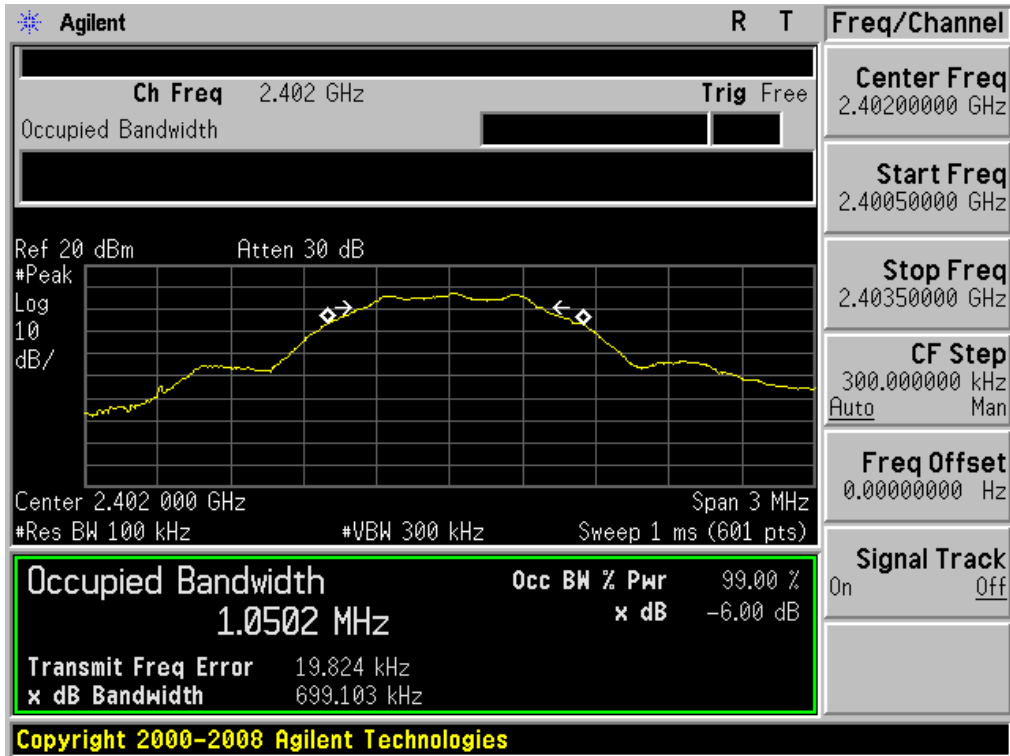 Agilent R T Freq/Channel
Ch Freq 2.402 GHz Trig Free
Occupied Bandwidth
Center Freq
2.40200000 GHz
Start Freq
2.40050000 GHz
Stop Freq
2.40350000 GHz
CF Step
300.000000 kHz
Auto Man
Freq Offset
0.00000000 Hz
Signal Track
On Off
Ref 20 dBm Atten 30 dB
#Peak
Log
10
dB/
Center 2.402 000 GHz Span 3 MHz
#Res BW 100 kHz #VBW 300 kHz Sweep 1 ms (601 pts)
Occupied Bandwidth Occ BW % Pwr 99.00 %
1.0502 MHz x dB -6.00 dB
Transmit Freq Error 19.824 kHz
x dB Bandwidth 699.103 kHz
Copyright 2000-2008 Agilent Technologies